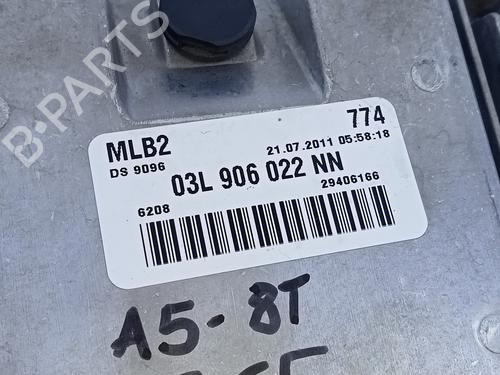 B-PARTS
MLB2 774
DS 9096 21.07.2011 05:58:18
03L 906 022 NN
6208 29406166
A5-8T